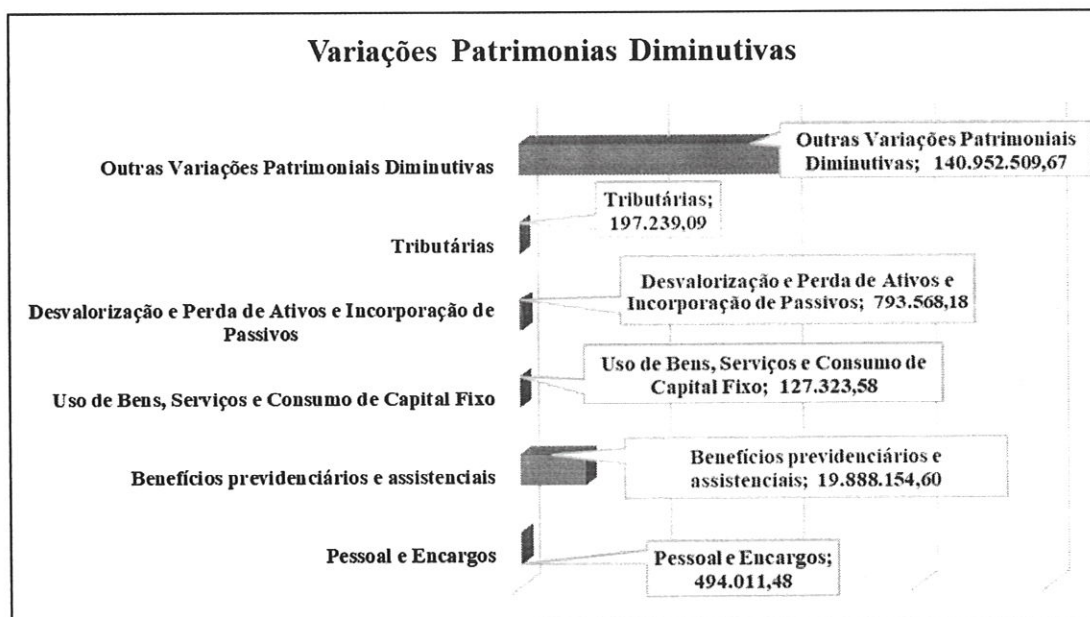 Variações Patrimonias Diminutivas
Outras Variações Patrimoniais Diminutivas
Outras Variações Patrimoniais
Diminutivas; 140.952.509,67
Tributárias
Tributárias;
197.239,09
Desvalorização e Perda de Ativos e Incorporação de
Passivos
Desvalorização e Perda de Ativos e
Incorporação de Passivos; 793.568,18
Uso de Bens, Serviços e Consumo de Capital Fixo
Uso de Bens, Serviços e Consumo de
Capital Fixo; 127.323,58
Benefícios previdenciários e assistenciais
Benefícios previdenciários e
assistenciais; 19.888.154,60
Pessoal e Encargos
Pessoal e Encargos;
494.011,48